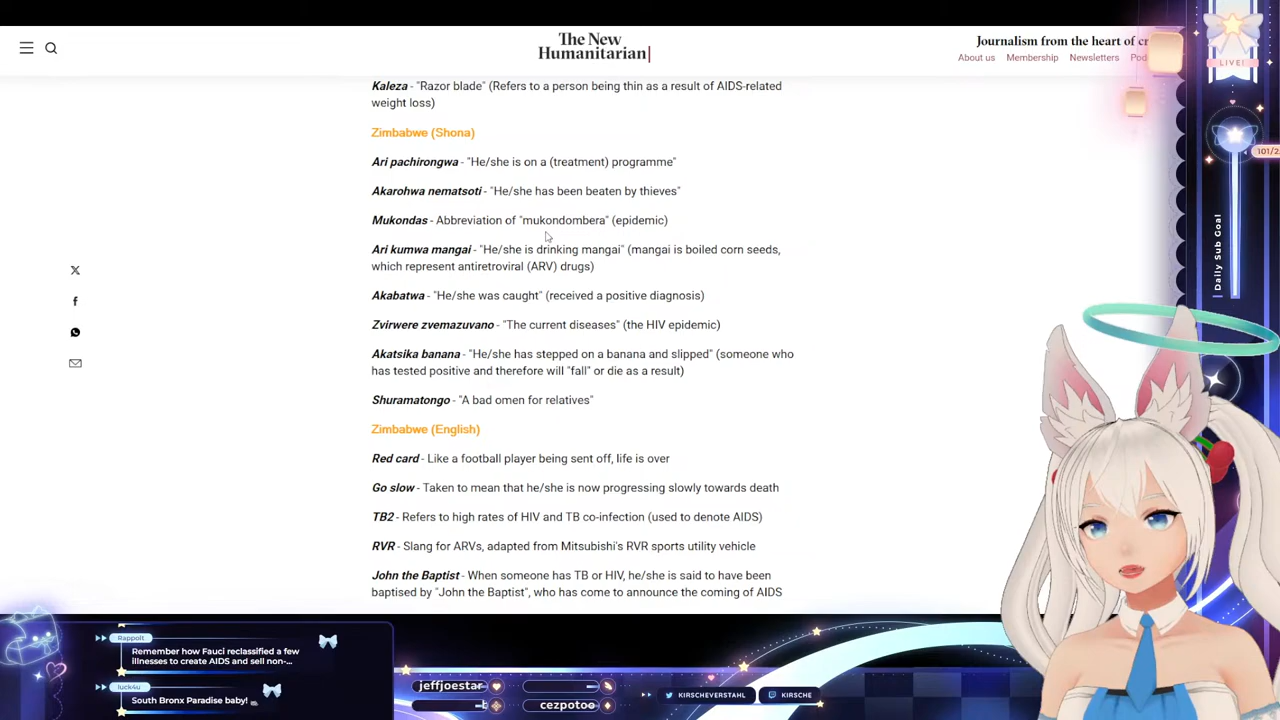 The New
Humanitarian
Journalism from the heart of cr
About us Membership Newsletters Pod
LIVE!
Kaleza - "Razor blade" (Refers to a person being thin as a result of AIDS-related
weight loss)
Zimbabwe (Shona)
Ari pachirongwa - "He/she is on a (treatment) programme"
101/2
Akarohwa nematsoti - "He/she has been beaten by thieves"
Mukondas - Abbreviation of "mukondombera" (epidemic)
Ari kumwa mangai - "He/she is drinking mangai" (mangai is boiled corn seeds,
which represent antiretroviral (ARV) drugs)
Daily Sub Goal
Akabatwa - "He/she was caught" (received a positive diagnosis)
Zvirwere zvemazuvano - "The current diseases" (the HIV epidemic)
Akatsika banana - "He/she has stepped on a banana and slipped" (someone who
has tested positive and therefore will "fall" or die as a result)
Shuramatongo - "A bad omen for relatives"
Zimbabwe (English)
Red card - Like a football player being sent off, life is over
Go slow - Taken to mean that he/she is now progressing slowly towards death
TB2 - Refers to high rates of HIV and TB co-infection (used to denote AIDS)
RVR - Slang for ARVs, adapted from Mitsubishi's RVR sports utility vehicle
John the Baptist - When someone has TB or HIV, he/she is said to have been
baptised by "John the Baptist", who has come to announce the coming of AIDS
Rappolt
Remember how Fauci reclassified a few
illnesses to create AIDS and sell non-...
luck4u
South Bronx Paradise baby!
jeffjoestar
cezpotoo
KIRSCHEVERSTAHL
KIRSCHE